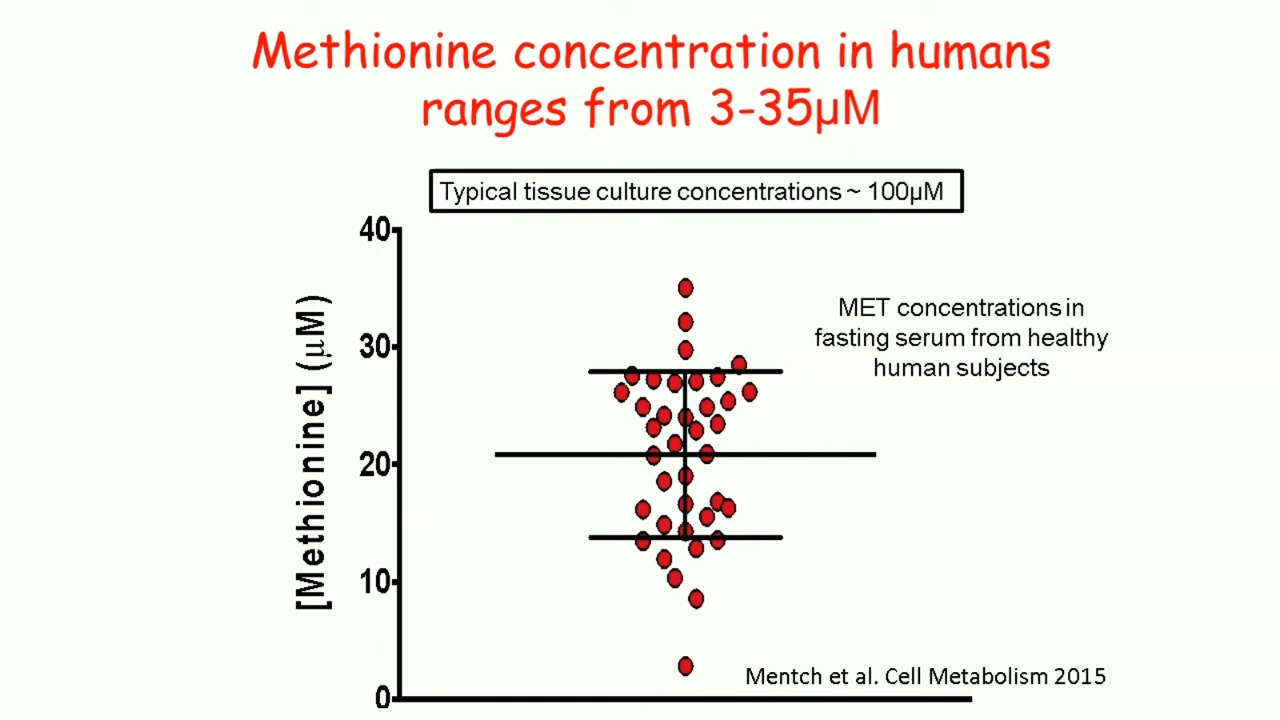 Methionine concentration in humans
ranges from 3-35µM
Typical tissue culture concentrations ~ 100µM
40
30
20
10
0
[Methionine] (µM)
MET concentrations in
fasting serum from healthy
human subjects
Mentch et al. Cell Metabolism 2015